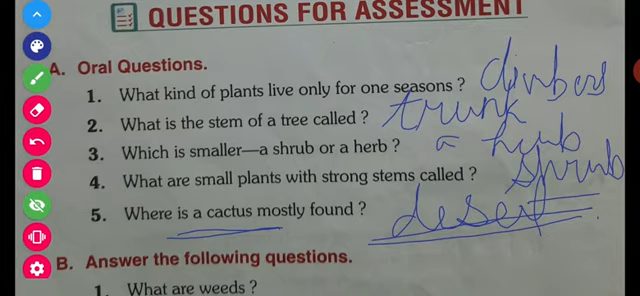 QUESTIONS FOR ASSESSMENT
A. Oral Questions.
1. What kind of plants live only for one seasons ? climbers
2. What is the stem of a tree called ? trunk
3. Which is smaller—a shrub or a herb ? a herb
4. What are small plants with strong stems called ? shrub
5. Where is a cactus mostly found ? desert
B. Answer the following questions.
1. What are weeds ?